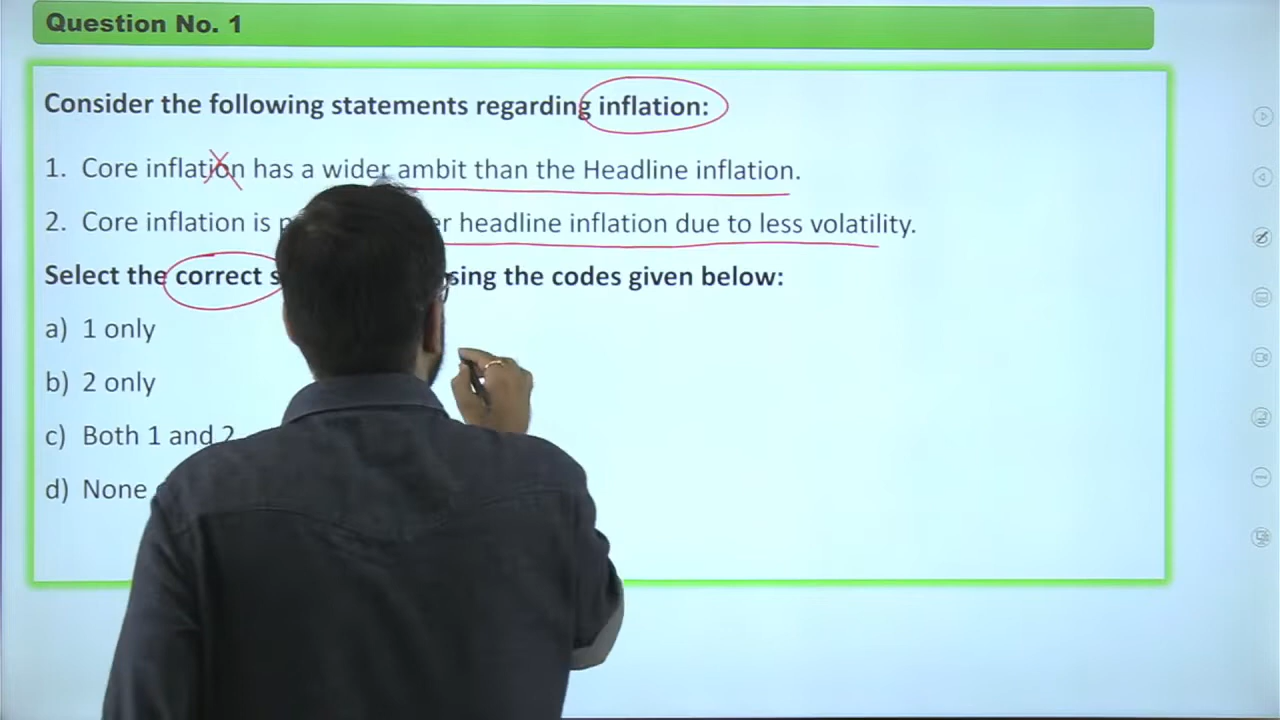 Question No. 1
Consider the following statements regarding inflation:
1. Core inflation has a wider ambit than the Headline inflation.
2. Core inflation is headline inflation due to less volatility.
Select the correct using the codes given below:
a) 1 only
b) 2 only
c) Both 1 and 2
d) None